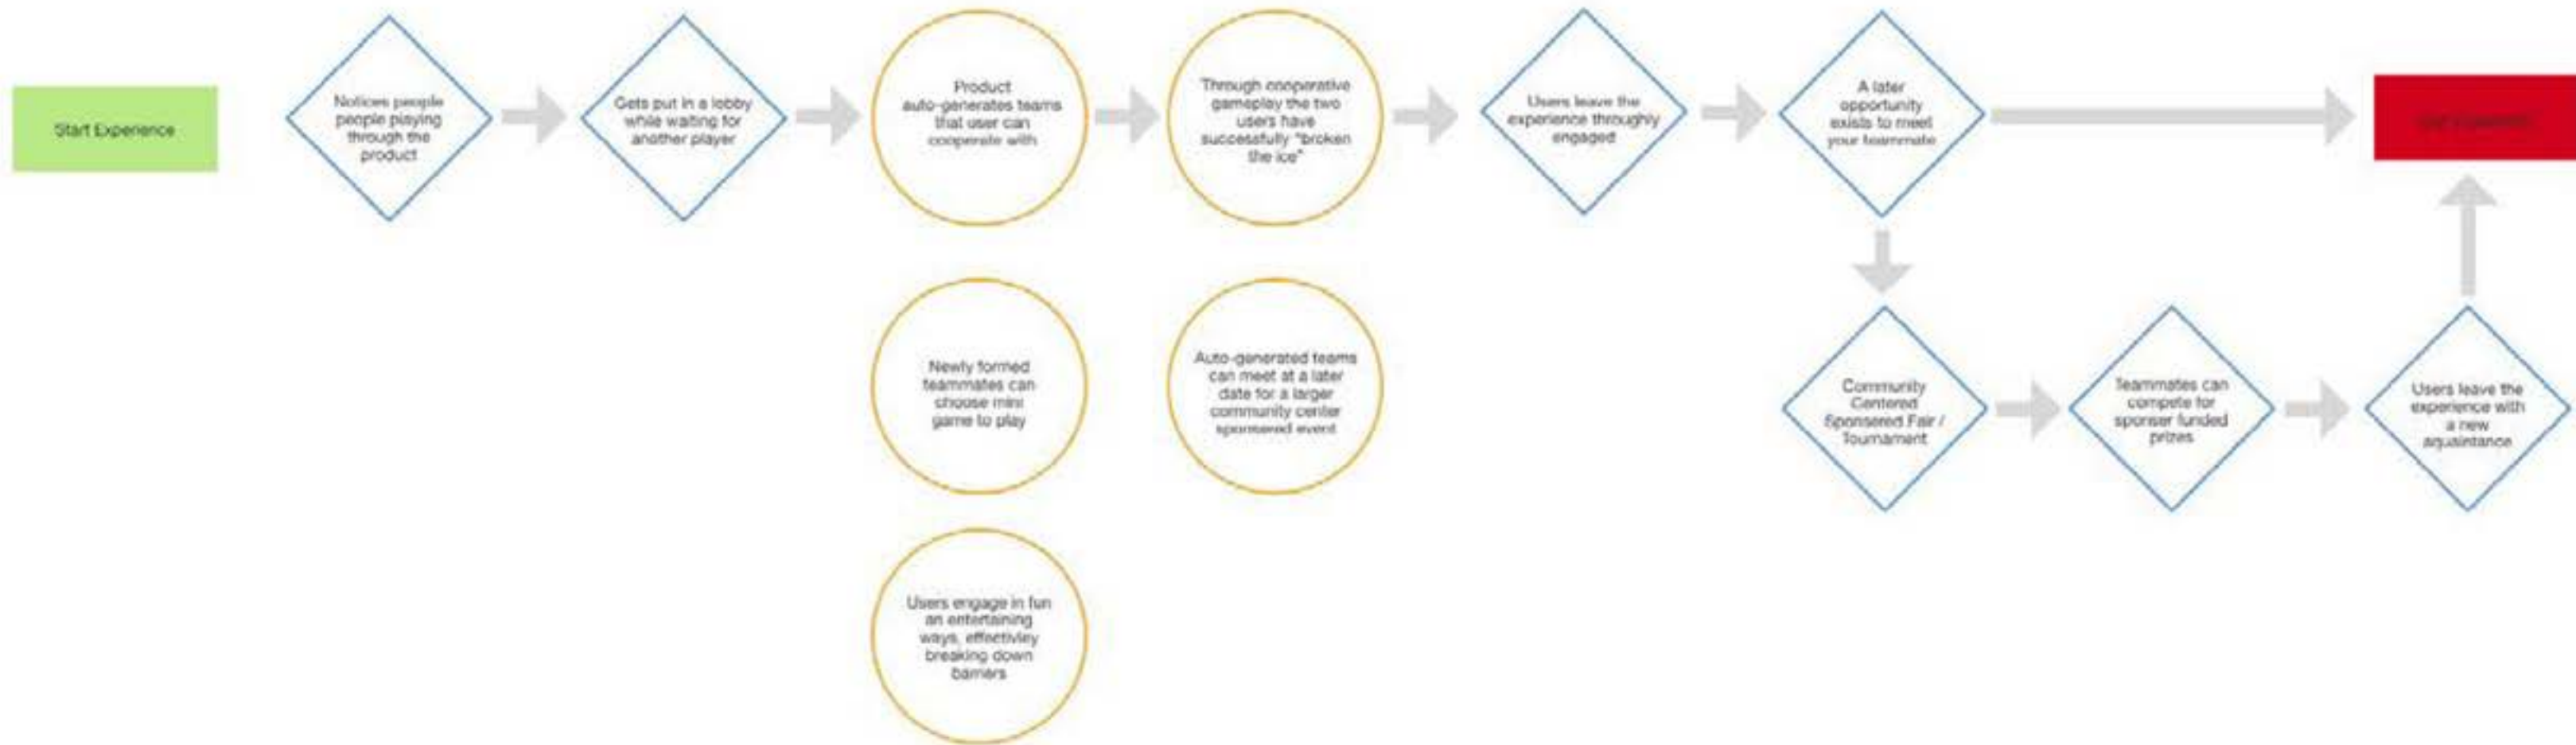 Start Experience
Notices people
people playing
through the
product
Gets put in a lobby
while waiting for
another player
Product
auto-generates teams
that user can
cooperate with
Through cooperative
gameplay the two
users have
successfully "broken
the ice"
Users leave the
experience throughly
engaged
A later
opportunity
exists to meet
your teammate
Newly formed
teammates can
choose mini
game to play
Auto-generated teams
can meet at a later
date for a larger
community center
sponsered event
Community
Centered
Sponsered Fair /
Tournament
Teammates can
compete for
sponser funded
prizes
Users leave the
experience with
a new
aquaintance
Users engage in fun
an entertaining
ways, effectivley
breaking down
barriers